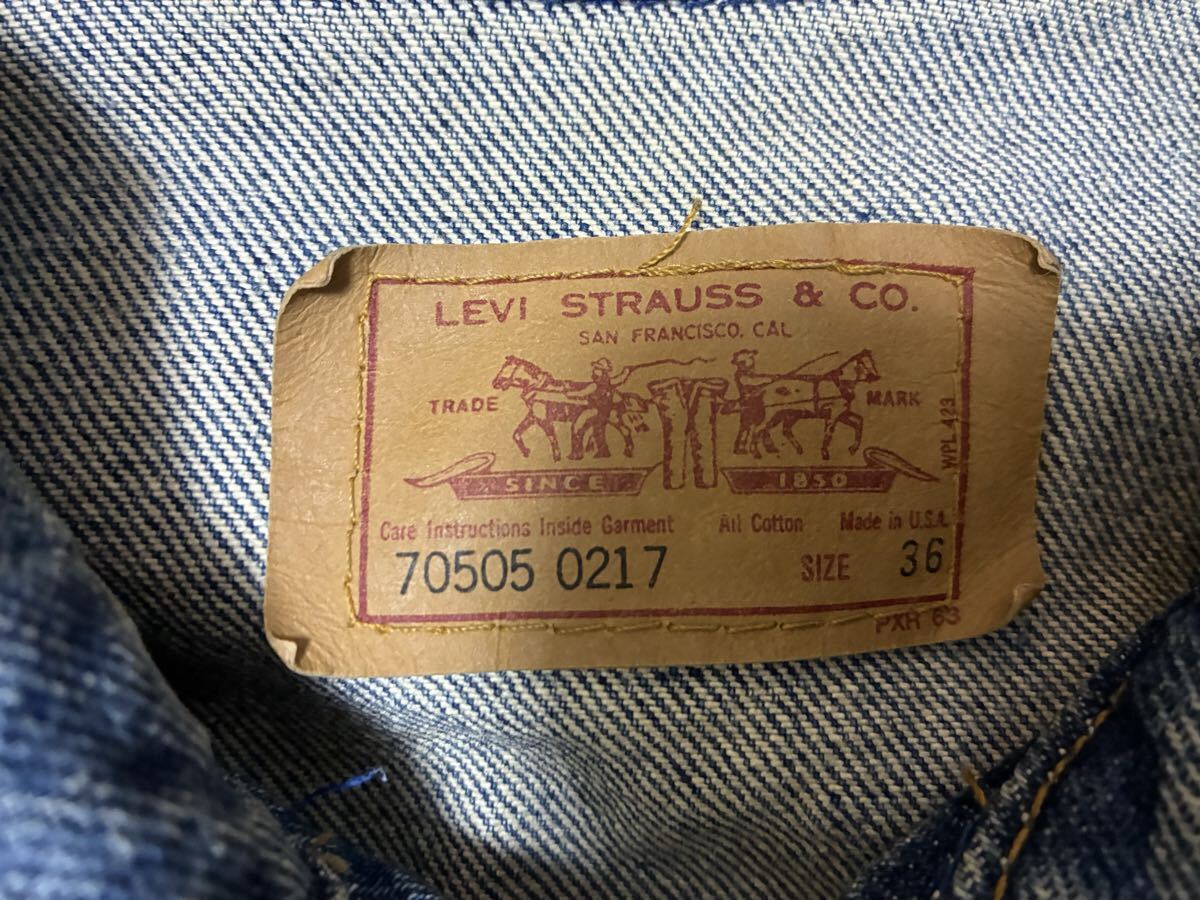 LEVI STRAUSS & CO.
SAN FRANCISCO, CAL
TRADE MARK
WPL 423
SINCE 1850
Care Instructions Inside Garment All Cotton Made in U.S.A.
70505 0217 SIZE 36
PXR 63